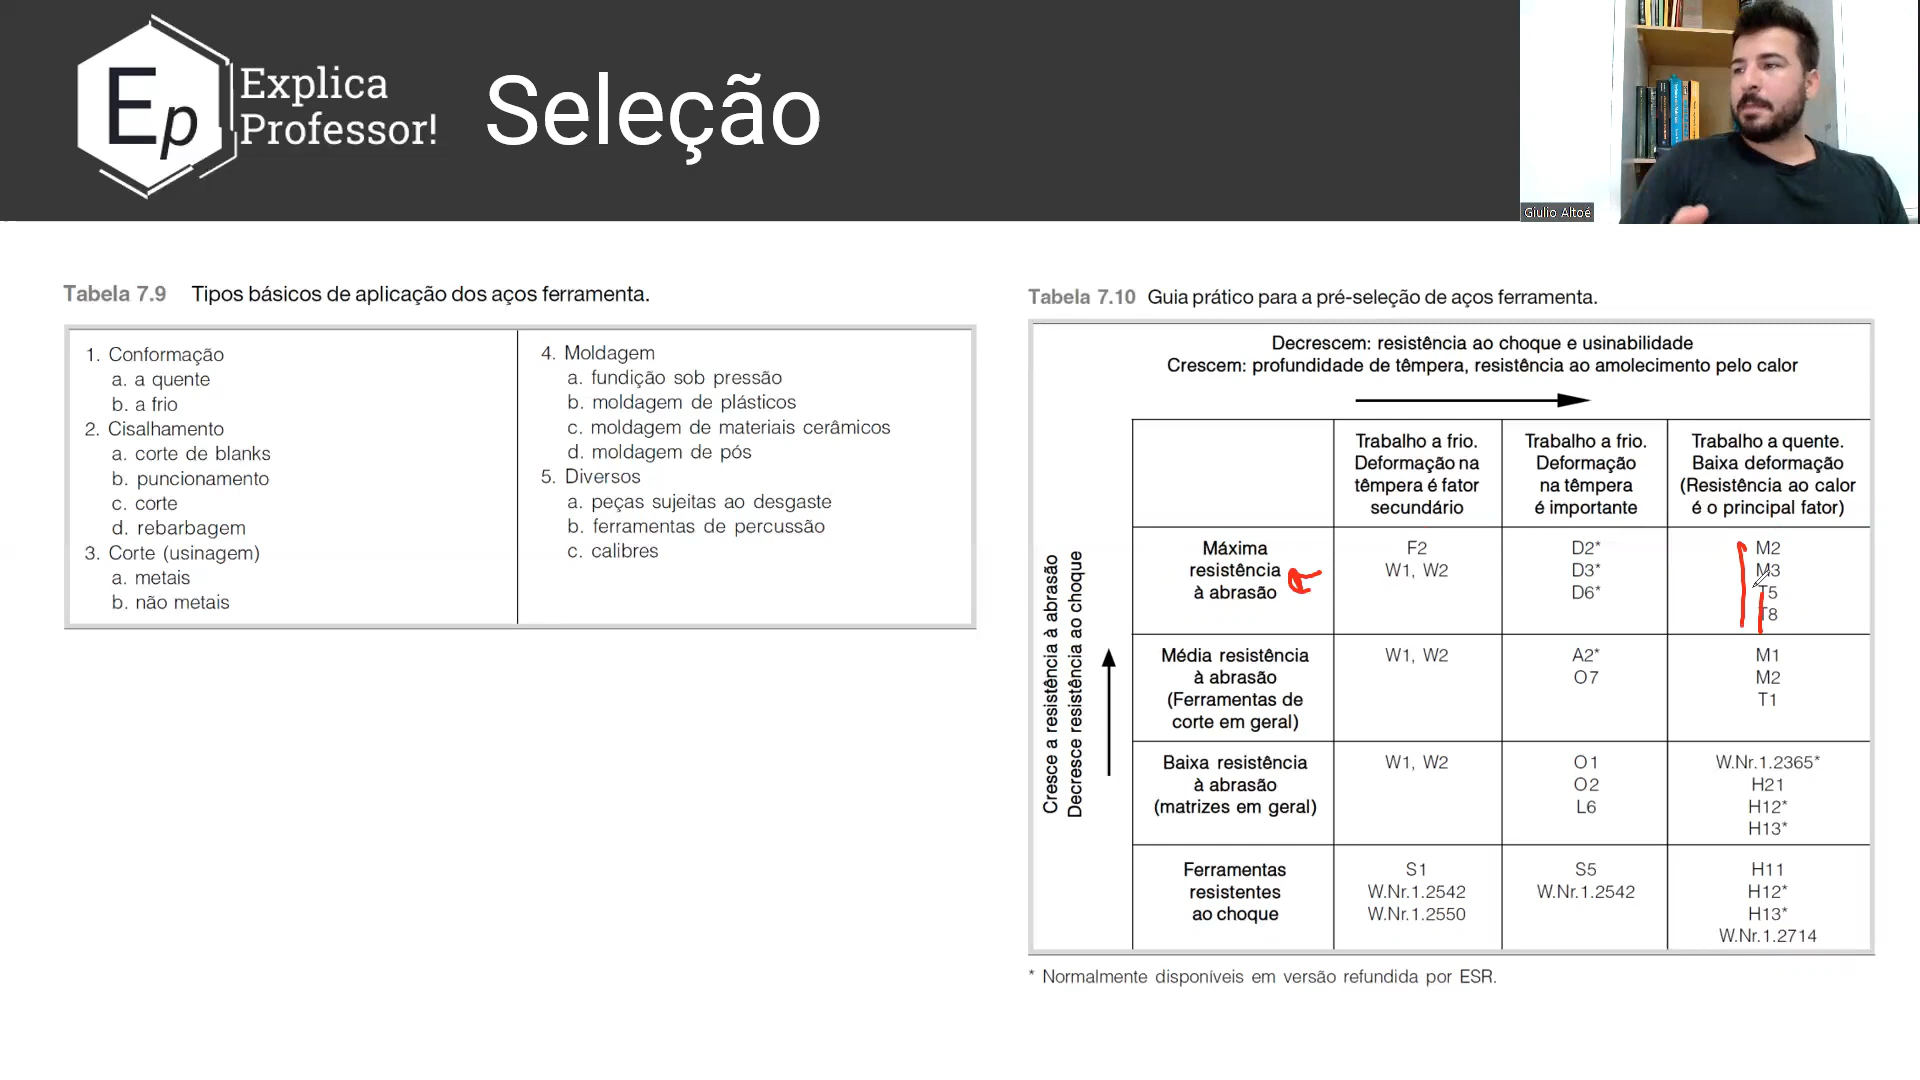 Ep
Explica
Professor!
Seleção
Giulio Altoé
Tabela 7.9 Tipos básicos de aplicação dos aços ferramenta.
1. Conformação
a. a quente
b. a frio
2. Cisalhamento
a. corte de blanks
b. puncionamento
c. corte
d. rebarbagem
3. Corte (usinagem)
a. metais
b. não metais
4. Moldagem
a. fundição sob pressão
b. moldagem de plásticos
c. moldagem de materiais cerâmicos
d. moldagem de pós
5. Diversos
a. peças sujeitas ao desgaste
b. ferramentas de percussão
c. calibres
Tabela 7.10 Guia prático para a pré-seleção de aços ferramenta.
Decrescem: resistência ao choque e usinabilidade
Crescem: profundidade de têmpera, resistência ao amolecimento pelo calor
Cresce a resistência à abrasão
Decresce resistência ao choque
Trabalho a frio.
Deformação na
têmpera é fator
secundário
Trabalho a frio.
Deformação
na têmpera
é importante
Trabalho a quente.
Baixa deformação
(Resistência ao calor
é o principal fator)
Máxima
resistência
à abrasão
F2
W1, W2
D2*
D3*
D6*
M2
M3
T5
T8
Média resistência
à abrasão
(Ferramentas de
corte em geral)
W1, W2
A2*
O7
M1
M2
T1
Baixa resistência
à abrasão
(matrizes em geral)
W1, W2
O1
O2
L6
W.Nr.1.2365*
H21
H12*
H13*
Ferramentas
resistentes
ao choque
S1
W.Nr.1.2542
W.Nr.1.2550
S5
W.Nr.1.2542
H11
H12*
H13*
W.Nr.1.2714
* Normalmente disponíveis em versão refundida por ESR.